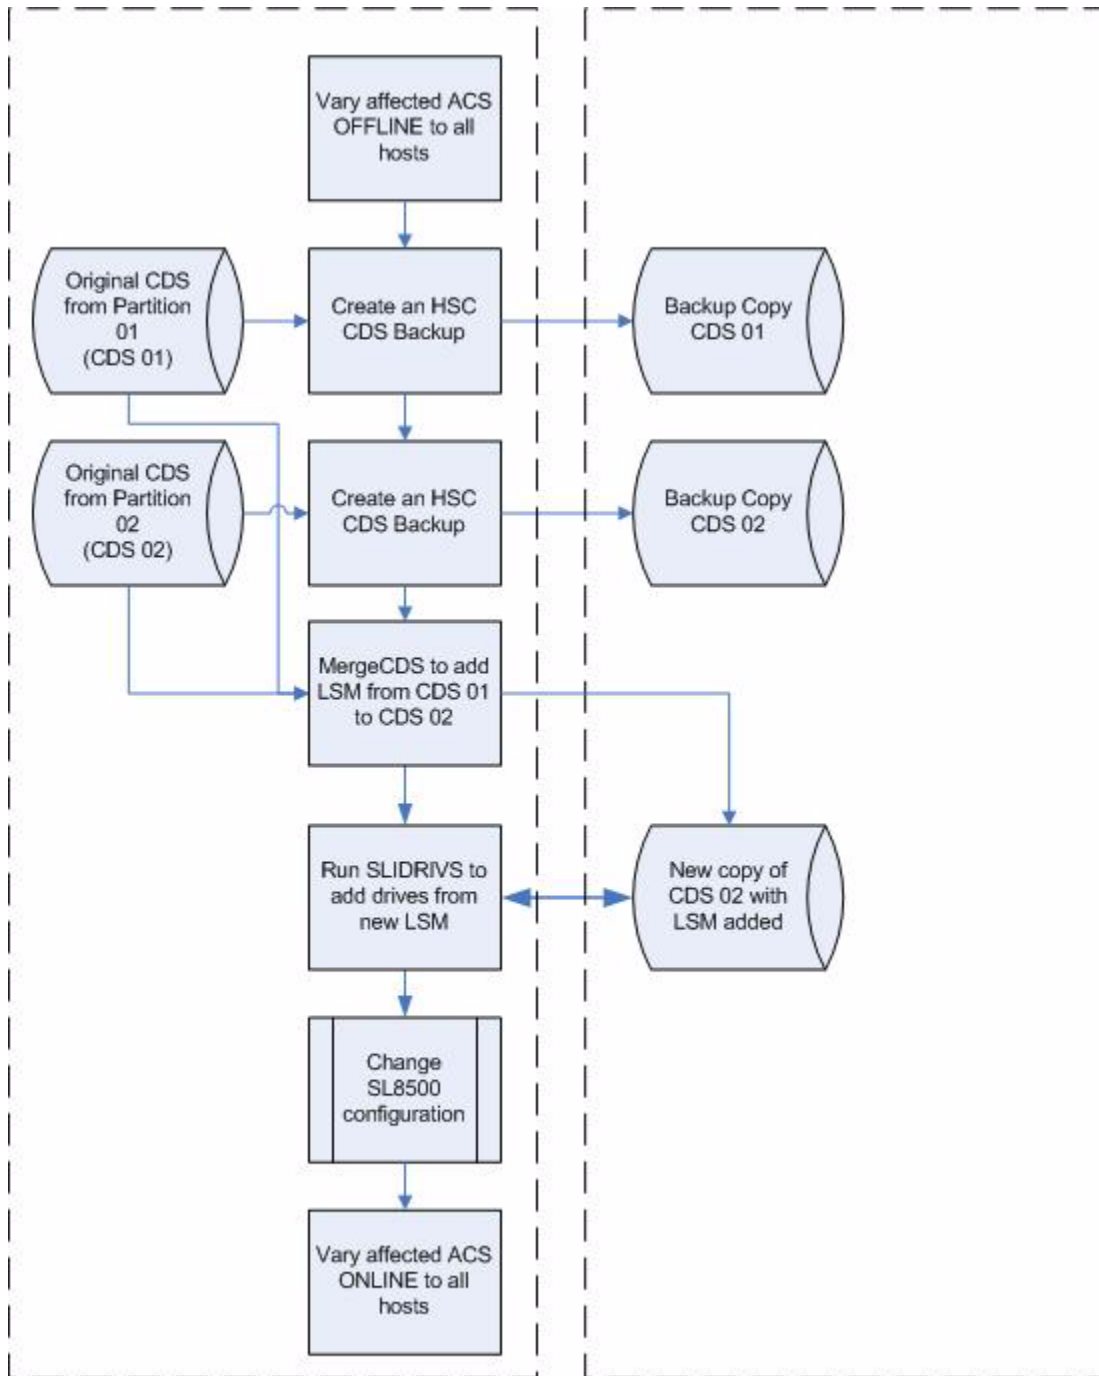 Vary affected ACS
OFFLINE to all
hosts
Original CDS
from Partition
01
(CDS 01)
Create an HSC
CDS Backup
Backup Copy
CDS 01
Original CDS
from Partition
02
(CDS 02)
Create an HSC
CDS Backup
Backup Copy
CDS 02
MergeCDS to add
LSM from CDS 01
to CDS 02
Run SLIDRIVS to
add drives from
new LSM
New copy of
CDS 02 with
LSM added
Change
SL8500
configuration
Vary affected ACS
ONLINE to all
hosts